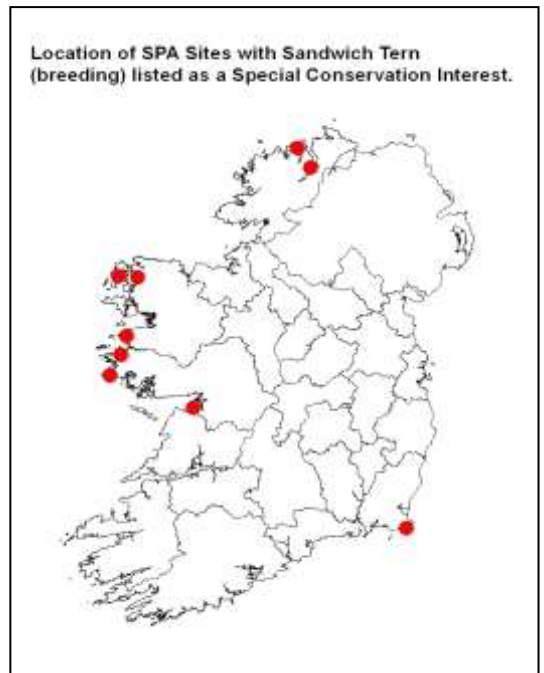 Location of SPA Sites with Sandwich Tern
(breeding) listed as a Special Conservation Interest.